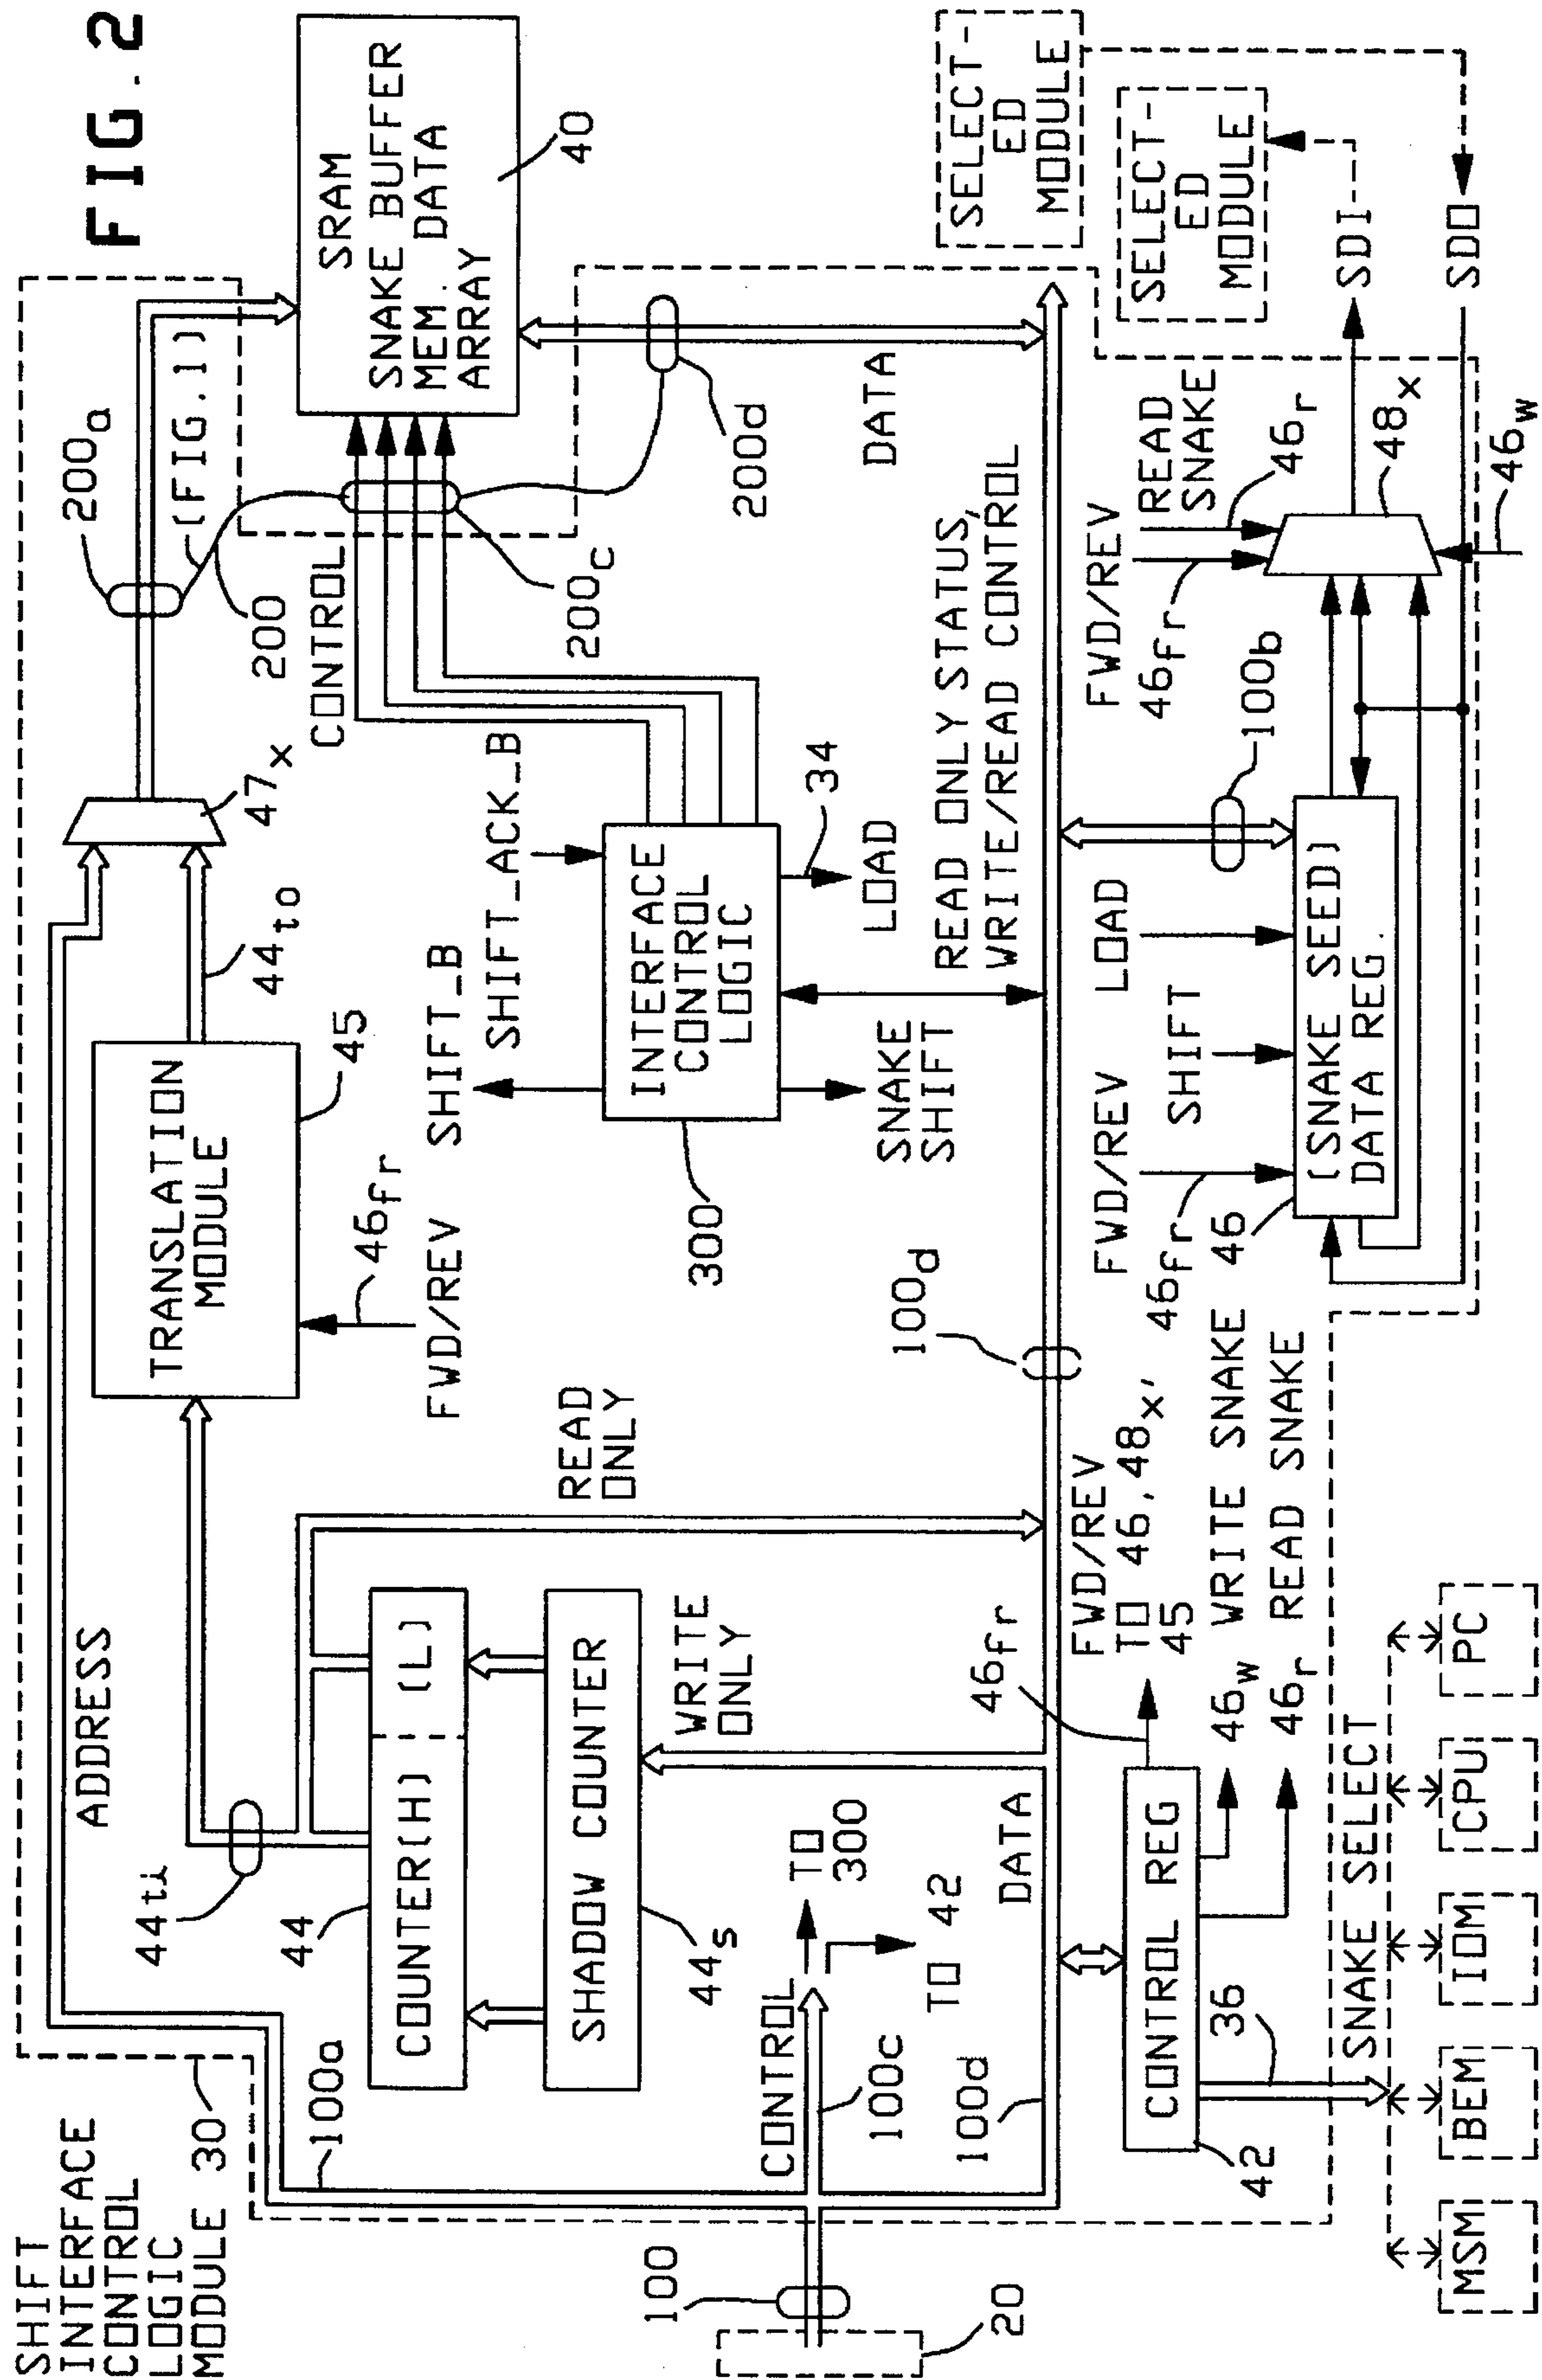 FIG. 2
SHIFT
INTERFACE
CONTROL
LOGIC
MODULE 30
ADDRESS
100a
44ti
44
COUNTER(H)
(L)
SHADOW COUNTER
44s
READ
ONLY
WRITE
ONLY
TRANSLATION
MODULE
45
44to
46fr
FWD/REV
47x
200a
(FIG.1)
200
CONTROL
200c
SRAM
SNAKE BUFFER
MEM. DATA
ARRAY
40
200d
DATA
SHIFT_B
SHIFT_ACK_B
INTERFACE
CONTROL
LOGIC
300
34
LOAD
SNAKE
SHIFT
READ ONLY STATUS,
WRITE/READ CONTROL
100
20
CONTROL
100c
TO
300
TO 42
100d
DATA
100d
CONTROL REG
42
36
46fr
FWD/REV
TO 46,48x'
45
46w WRITE SNAKE
46r READ SNAKE
SNAKE SELECT
MSM
BEM
IOM
CPU
PC
FWD/REV
46fr
SHIFT
LOAD
46
(SNAKE SEED)
DATA REG.
100b
FWD/REV
46fr
READ
SNAKE
46r
48x
46w
SDI
SDO
SELECT-
ED
MODULE
SELECT-
ED
MODULE